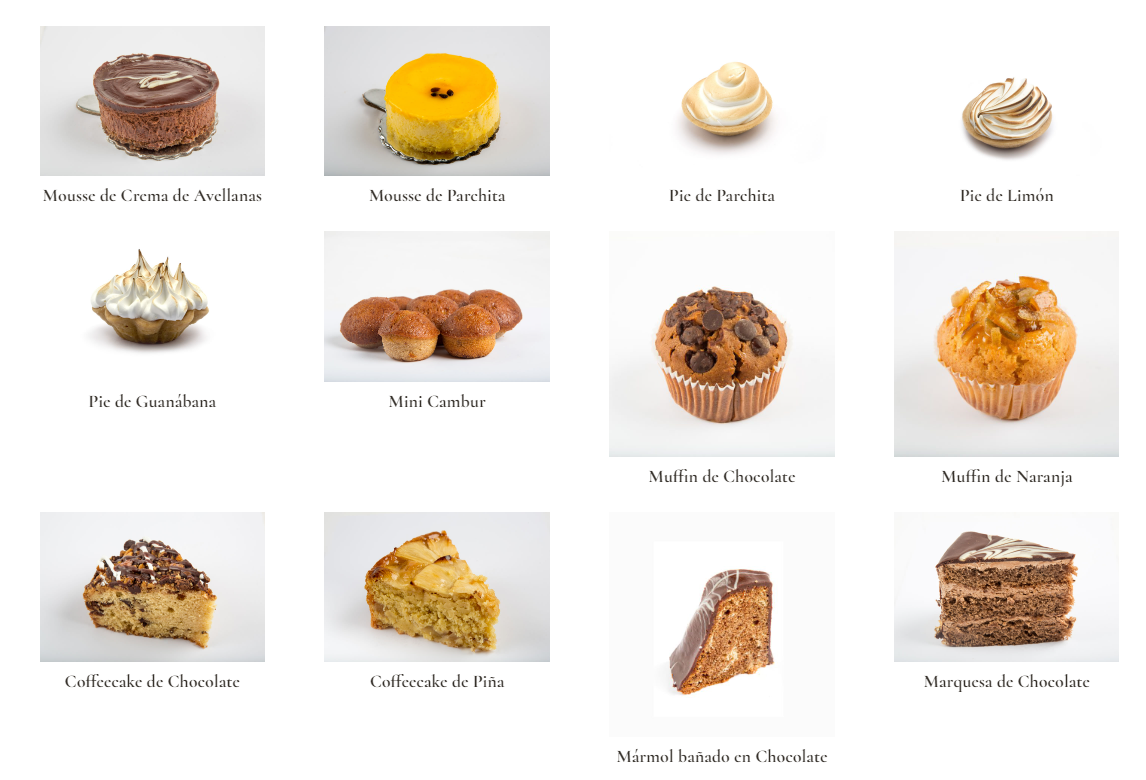 Mousse de Crema de Avellanas
Mousse de Parchita
Pie de Parchita
Pie de Limón
Pie de Guanábana
Mini Cambur
Muffin de Chocolate
Muffin de Naranja
Coffeecake de Chocolate
Coffeecake de Piña
Mármol bañado en Chocolate
Marquesa de Chocolate